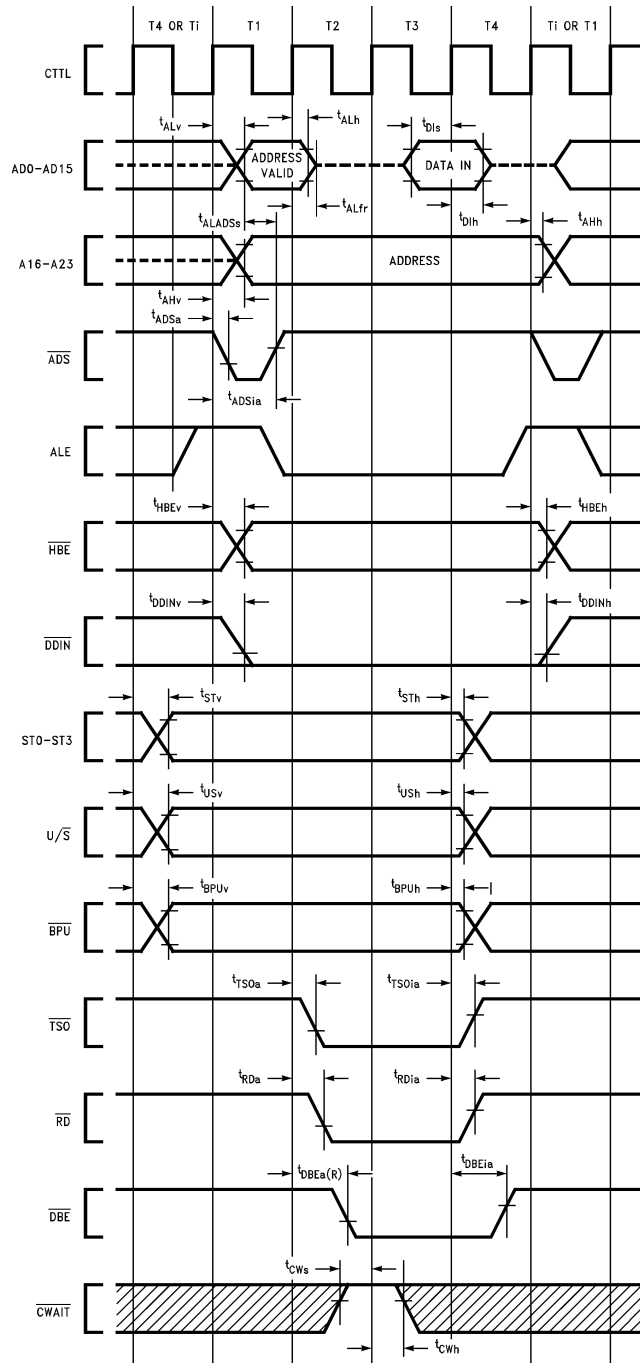 T4 OR Ti T1 T2 T3 T4 Ti OR T1
CTTL
tALv tALh tDIs
AD0-AD15 ADDRESS VALID DATA IN
tALADSs tALfr tDIh tAHh
A16-A23 ADDRESS
tAHv
tADSa
ADS
tADSia
ALE
tHBEv tHBEh
HBE
tDDINv tDDINh
DDIN
tSTv tSTh
ST0-ST3
tUSv tUSh
U/S
tBPUv tBPUh
BPU
tTSOa tTSOia
TSO
tRDa tRDia
RD
tDBEa(R) tDBEia
DBE
tCWs
CWAIT
tCWh